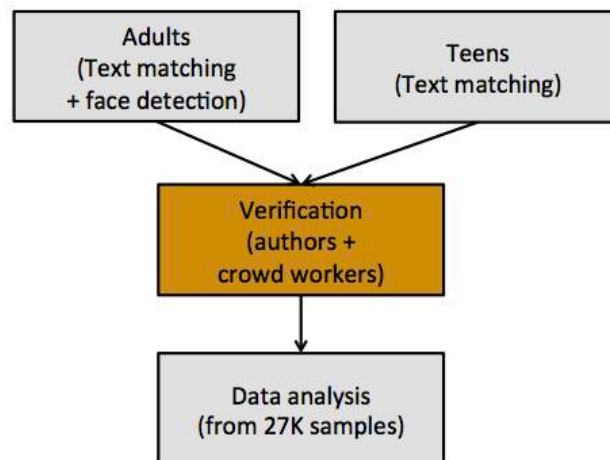 Adults
(Text matching
+ face detection)
Teens
(Text matching)
Verification
(authors +
crowd workers)
Data analysis
(from 27K samples)